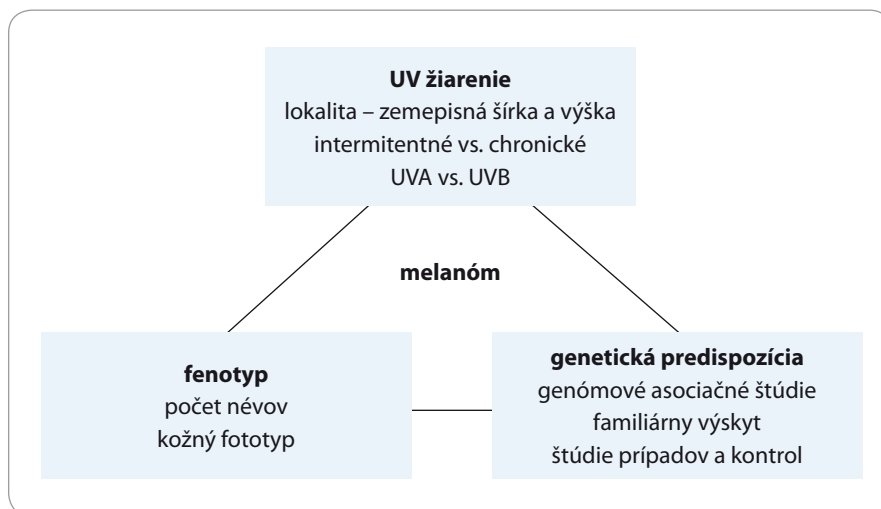 UV žiarenie
lokalita – zemepisná šírka a výška
intermitentné vs. chronické
UVA vs. UVB
melanóm
fenotyp
počet névov
kožný fototyp
genetická predispozícia
genómové asociačné štúdie
familiárny výskyt
štúdie prípadov a kontrol